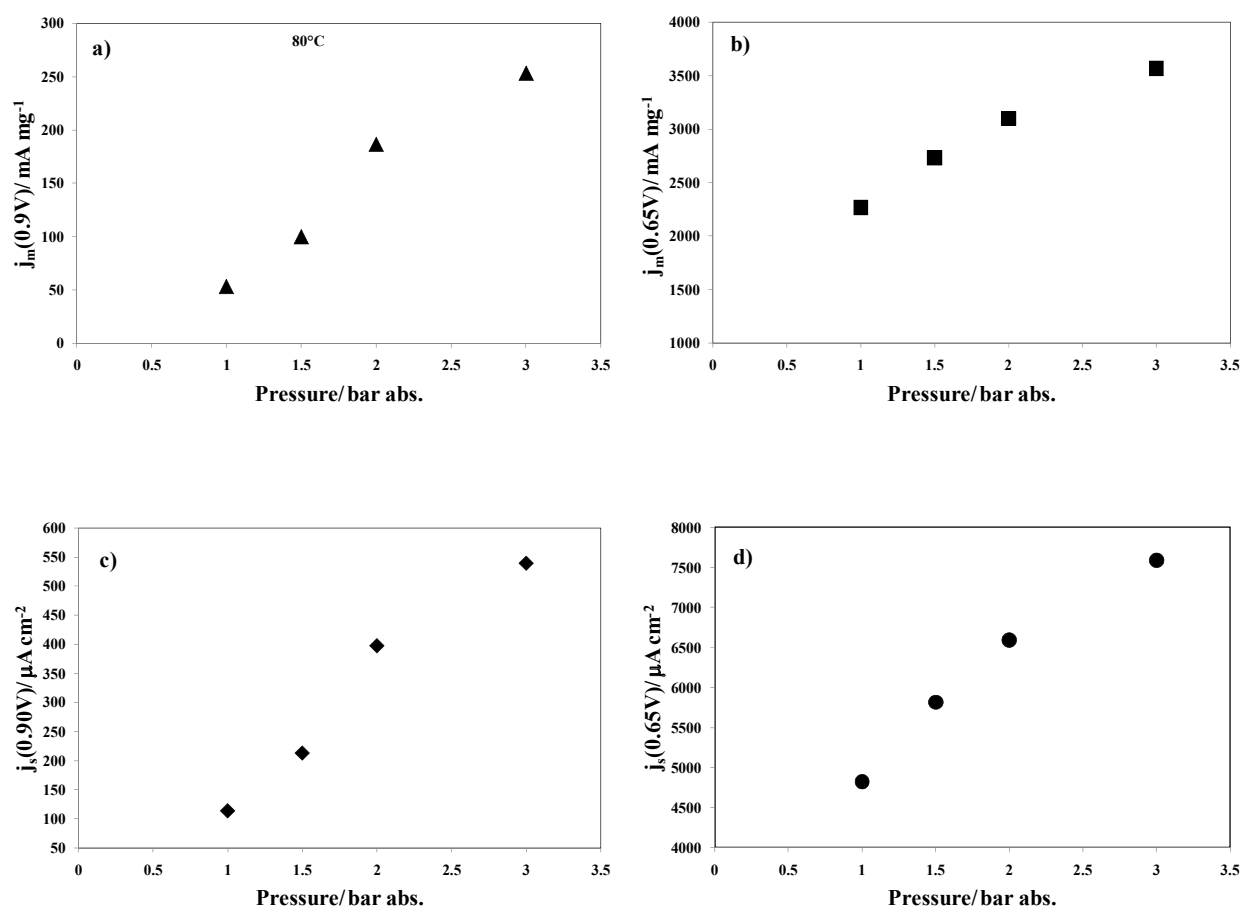 a)
80°C
jₘ(0.9V)/ mA mg⁻¹
300
250
200
150
100
50
0
0 0.5 1 1.5 2 2.5 3 3.5
Pressure/ bar abs.
b)
jₘ(0.65V)/ mA mg⁻¹
4000
3500
3000
2500
2000
1500
1000
0 0.5 1 1.5 2 2.5 3 3.5
Pressure/ bar abs.
c)
jₛ(0.90V)/ µA cm⁻²
600
550
500
450
400
350
300
250
200
150
100
50
0 0.5 1 1.5 2 2.5 3 3.5
Pressure/ bar abs.
d)
jₛ(0.65V)/ µA cm⁻²
8000
7500
7000
6500
6000
5500
5000
4500
4000
0 0.5 1 1.5 2 2.5 3 3.5
Pressure/ bar abs.